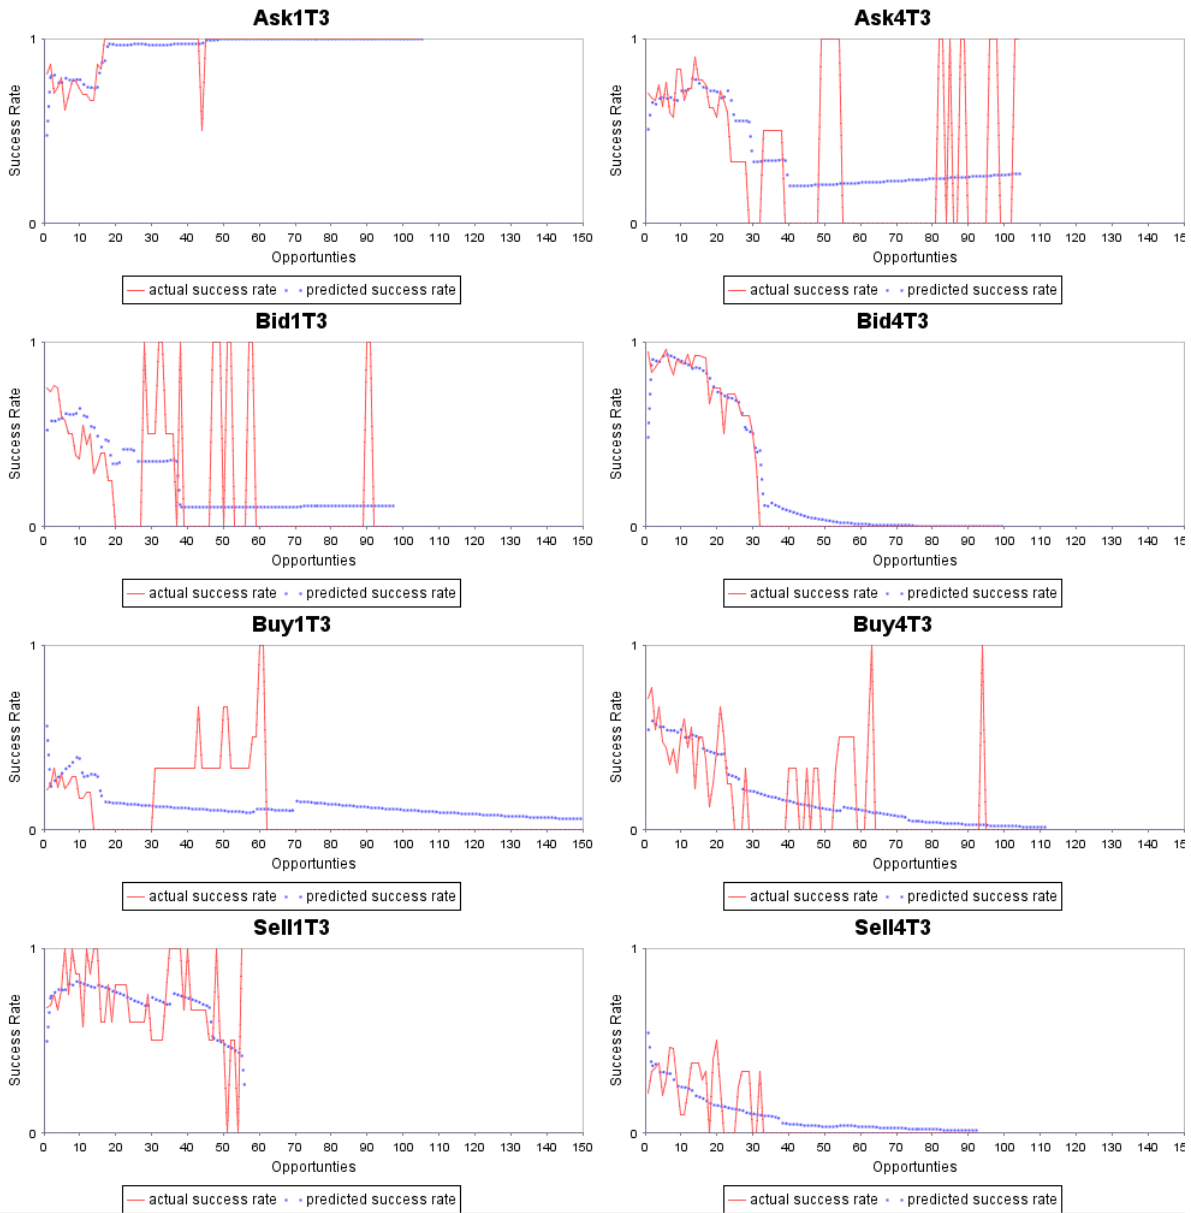 Ask1T3
Success Rate
1
0
0 10 20 30 40 50 60 70 80 90 100 110 120 130 140 150
Opportunties
actual success rate predicted success rate
Ask4T3
Success Rate
1
0
0 10 20 30 40 50 60 70 80 90 100 110 120 130 140 150
Opportunties
actual success rate predicted success rate
Bid1T3
Success Rate
1
0
0 10 20 30 40 50 60 70 80 90 100 110 120 130 140 150
Opportunties
actual success rate predicted success rate
Bid4T3
Success Rate
1
0
0 10 20 30 40 50 60 70 80 90 100 110 120 130 140 150
Opportunties
actual success rate predicted success rate
Buy1T3
Success Rate
1
0
0 10 20 30 40 50 60 70 80 90 100 110 120 130 140 150
Opportunties
actual success rate predicted success rate
Buy4T3
Success Rate
1
0
0 10 20 30 40 50 60 70 80 90 100 110 120 130 140 150
Opportunties
actual success rate predicted success rate
Sell1T3
Success Rate
1
0
0 10 20 30 40 50 60 70 80 90 100 110 120 130 140 150
Opportunties
actual success rate predicted success rate
Sell4T3
Success Rate
1
0
0 10 20 30 40 50 60 70 80 90 100 110 120 130 140 150
Opportunties
actual success rate predicted success rate